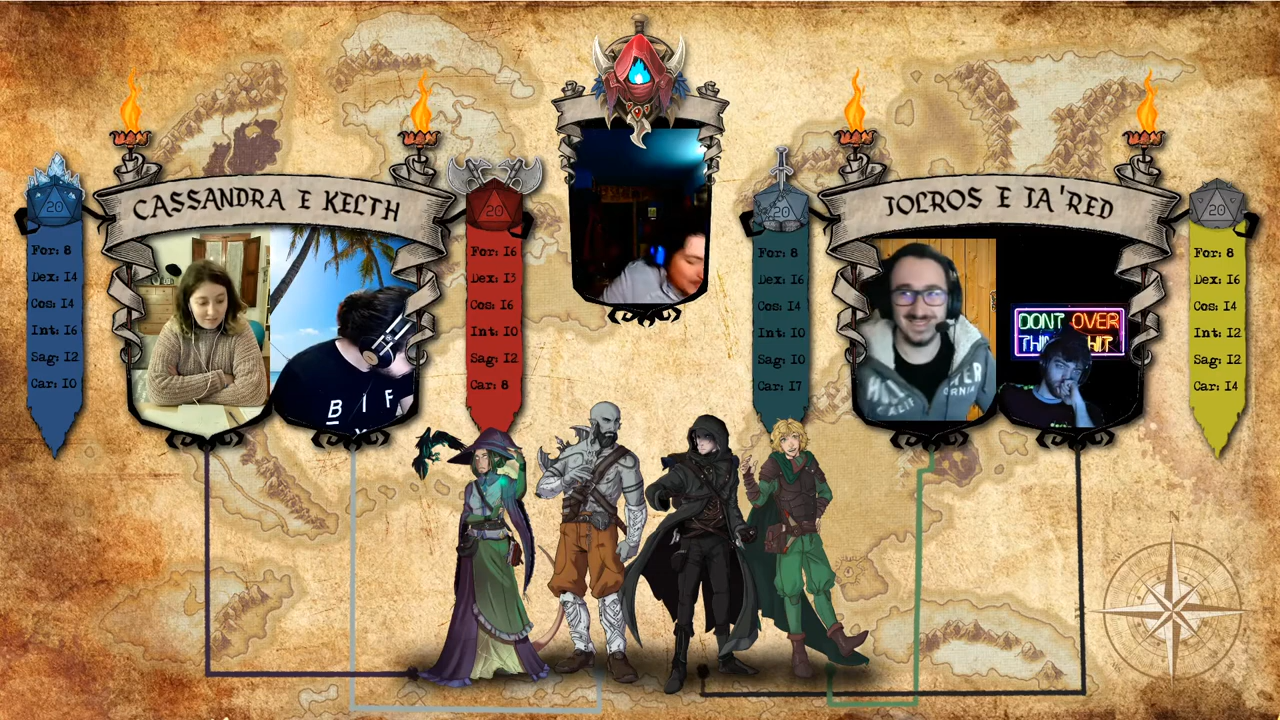 CASSANDRA E KELTH
20
For: 8
Dex: 14
Cos: 14
Int: 16
Sag: 12
Car: 10
20
For: 16
Dex: 13
Cos: 16
Int: 10
Sag: 12
Car: 8
B I F
JOLROS E JA'RED
20
For: 8
Dex: 16
Cos: 14
Int: 10
Sag: 10
Car: 17
20
For: 8
Dex: 16
Cos: 14
Int: 12
Sag: 12
Car: 14
DONT OVER
N